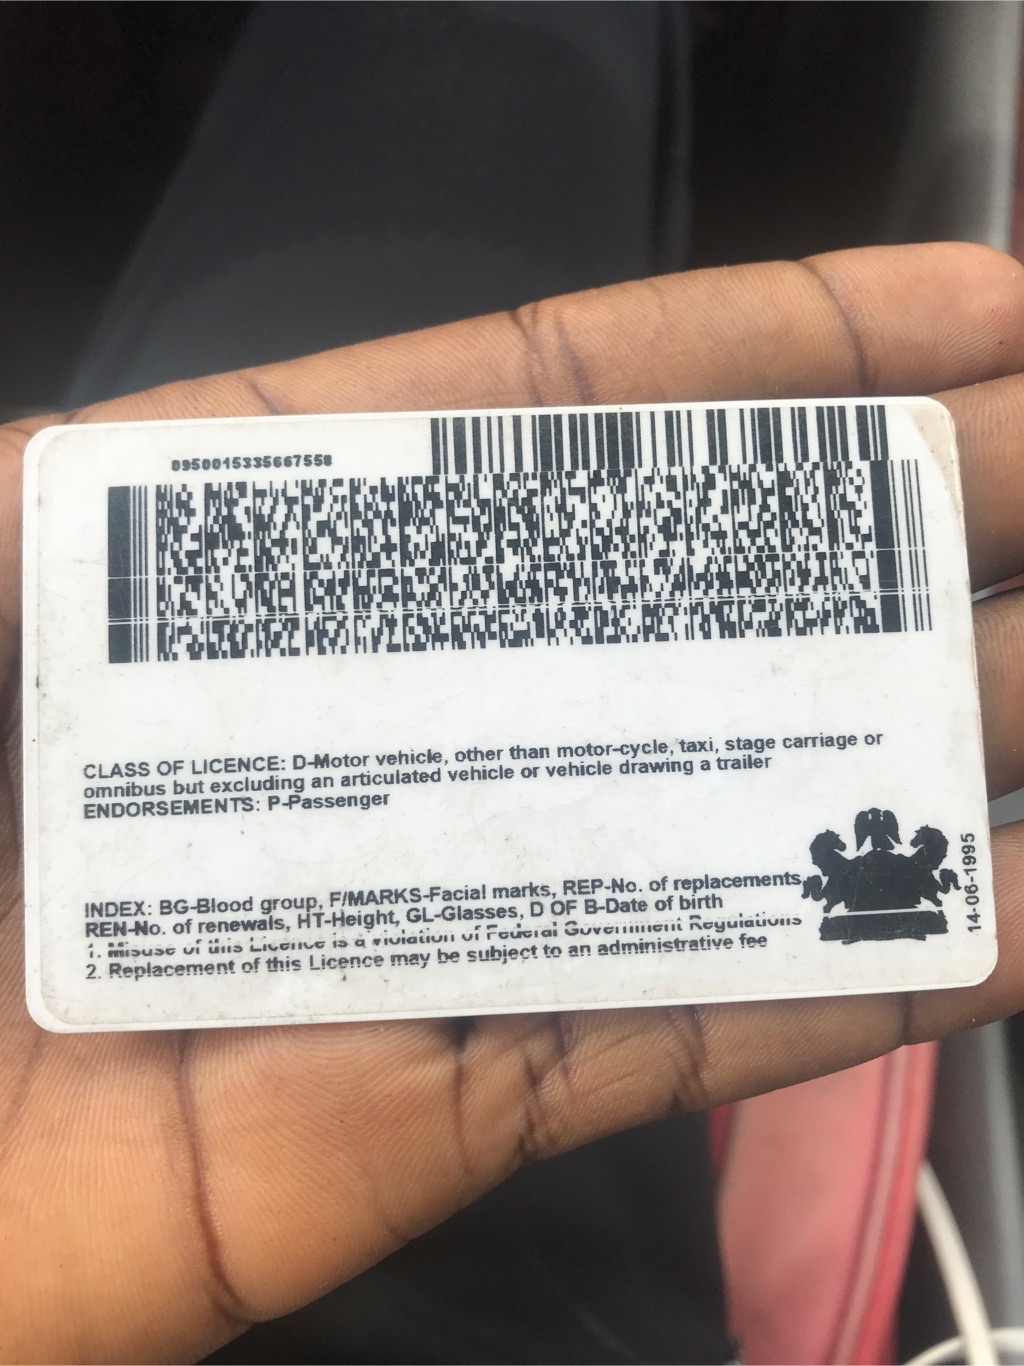 0950015335667558
CLASS OF LICENCE: D-Motor vehicle, other than motor-cycle, taxi, stage carriage or
omnibus but excluding an articulated vehicle or vehicle drawing a trailer
ENDORSEMENTS: P-Passenger
INDEX: BG-Blood group, F/MARKS-Facial marks, REP-No. of replacements,
REN-No. of renewals, HT-Height, GL-Glasses, D OF B-Date of birth
1. Misuse of this Licence is a violation of Federal Government Regulations
2. Replacement of this Licence may be subject to an administrative fee
14-06-1995